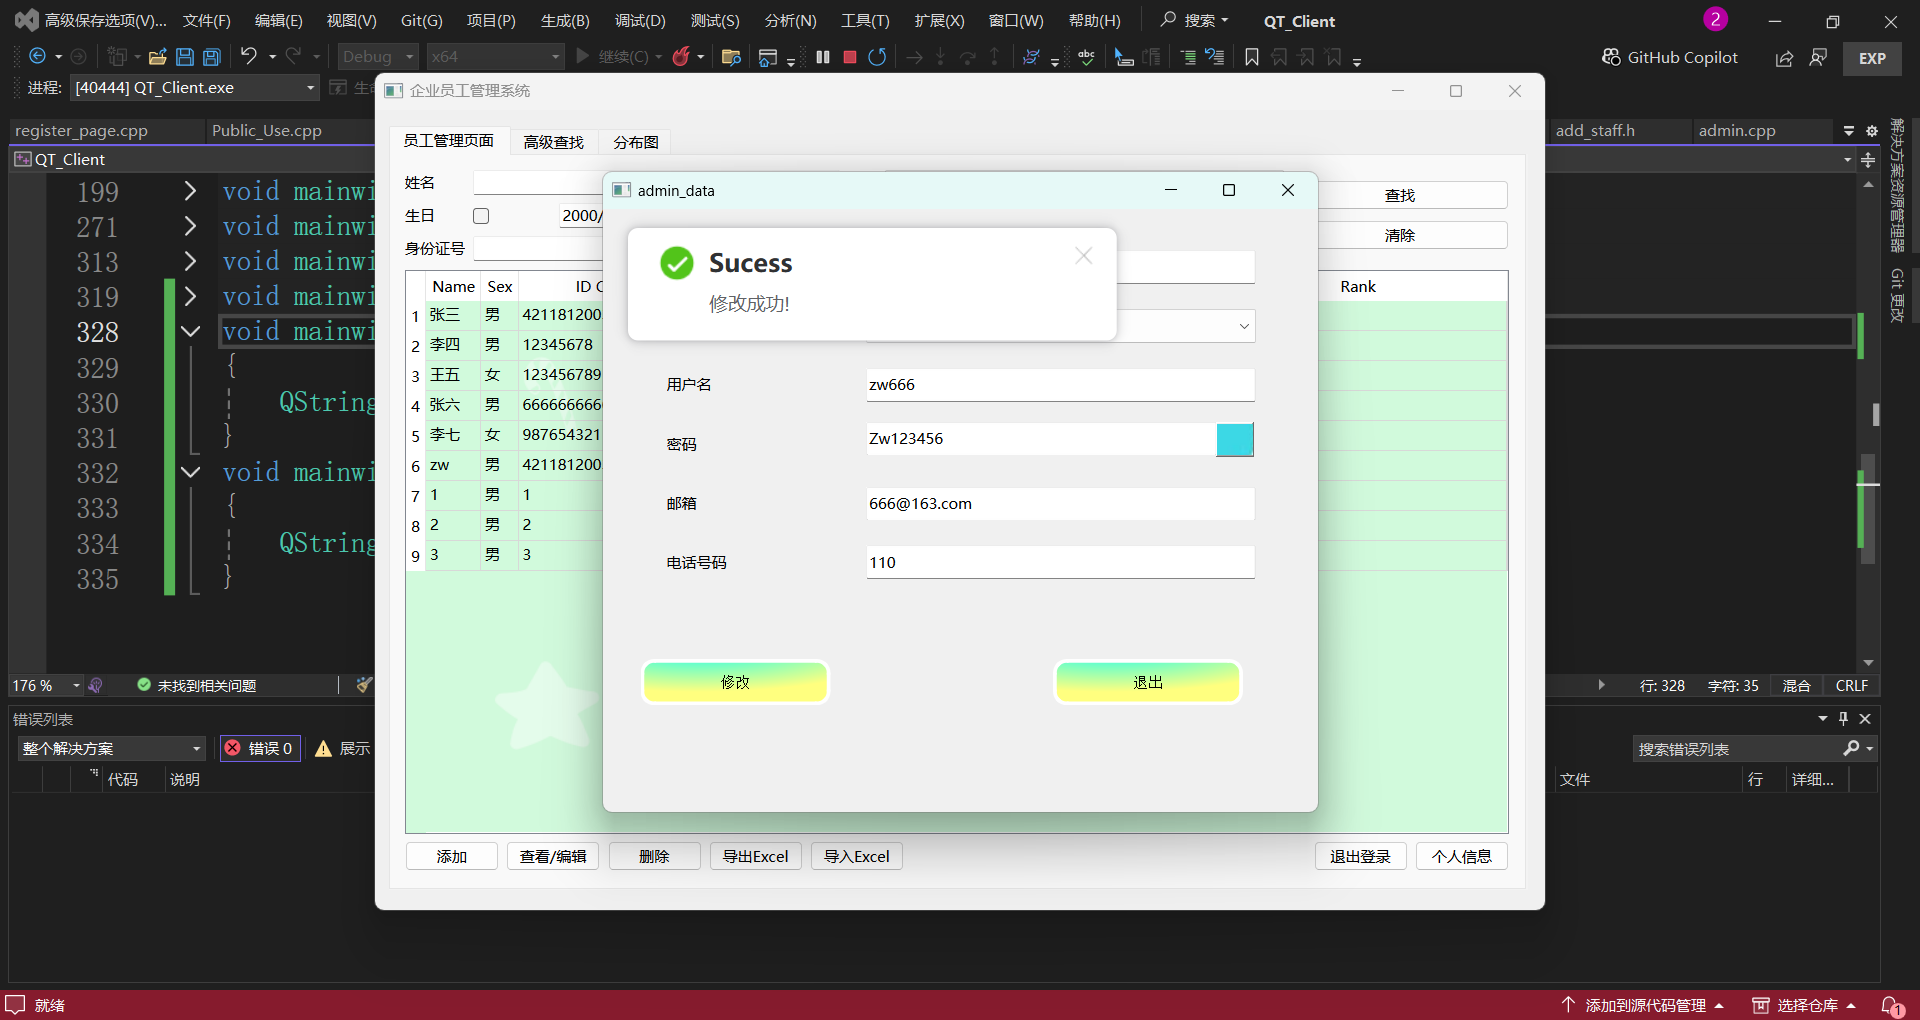 高级保存选项(V)... 文件(F) 编辑(E) 视图(V) Git(G) 项目(P) 生成(B) 调试(D) 测试(S) 分析(N) 工具(T) 扩展(X) 窗口(W) 帮助(H) 搜索 QT_Client 2
Debug x64 继续(C) abc GitHub Copilot EXP
进程: [40444] QT_Client.exe
register_page.cpp Public_Use.cpp add_staff.h admin.cpp
QT_Client
199 void mainwi
271 void mainwi
313 void mainwi
319 void mainwi
328 void mainwi
329 {
330 QString
331 }
332 void mainwi
333 {
334 QString
335 }
解决方案资源管理器
Git 更改
企业员工管理系统
员工管理页面 高级查找 分布图
姓名 查找
生日 2000/
身份证号 清除
Name Sex ID C Rank
1 张三 男 421181200
2 李四 男 12345678
3 王五 女 123456789
4 张六 男 6666666666
5 李七 女 987654321
6 zw 男 421181200
7 1 男 1
8 2 男 2
9 3 男 3
添加 查看/编辑 删除 导出Excel 导入Excel 退出登录 个人信息
admin_data
Sucess
修改成功!
用户名 zw666
密码 Zw123456
邮箱 666@163.com
电话号码 110
修改 退出
176 % 未找到相关问题 行: 328 字符: 35 混合 CRLF
错误列表
整个解决方案 错误 0 展示 搜索错误列表
代码 说明 文件 行 详细...
就绪 添加到源代码管理 选择仓库 1